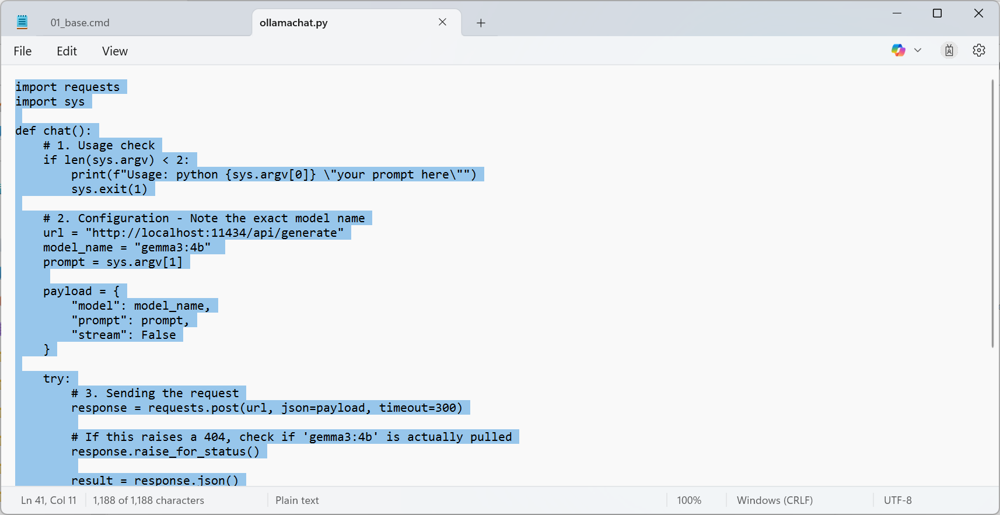 01_base.cmd
ollamachat.py
File Edit View
import requests
import sys

def chat():
    # 1. Usage check
    if len(sys.argv) < 2:
        print(f"Usage: python {sys.argv[0]} \"your prompt here\"")
        sys.exit(1)

    # 2. Configuration - Note the exact model name
    url = "http://localhost:11434/api/generate"
    model_name = "gemma3:4b"
    prompt = sys.argv[1]

    payload = {
        "model": model_name,
        "prompt": prompt,
        "stream": False
    }

    try:
        # 3. Sending the request
        response = requests.post(url, json=payload, timeout=300)

        # If this raises a 404, check if 'gemma3:4b' is actually pulled
        response.raise_for_status()

        result = response.json()
Ln 41, Col 11 1,188 of 1,188 characters Plain text 100% Windows (CRLF) UTF-8